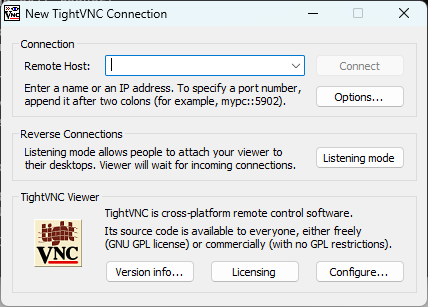 New TightVNC Connection
Connection
Remote Host:
Connect
Enter a name or an IP address. To specify a port number,
append it after two colons (for example, mypc::5902).
Options...
Reverse Connections
Listening mode allows people to attach your viewer to
their desktops. Viewer will wait for incoming connections.
Listening mode
TightVNC Viewer
tight
VNC
TightVNC is cross-platform remote control software.
Its source code is available to everyone, either freely
(GNU GPL license) or commercially (with no GPL restrictions).
Version info...
Licensing
Configure...